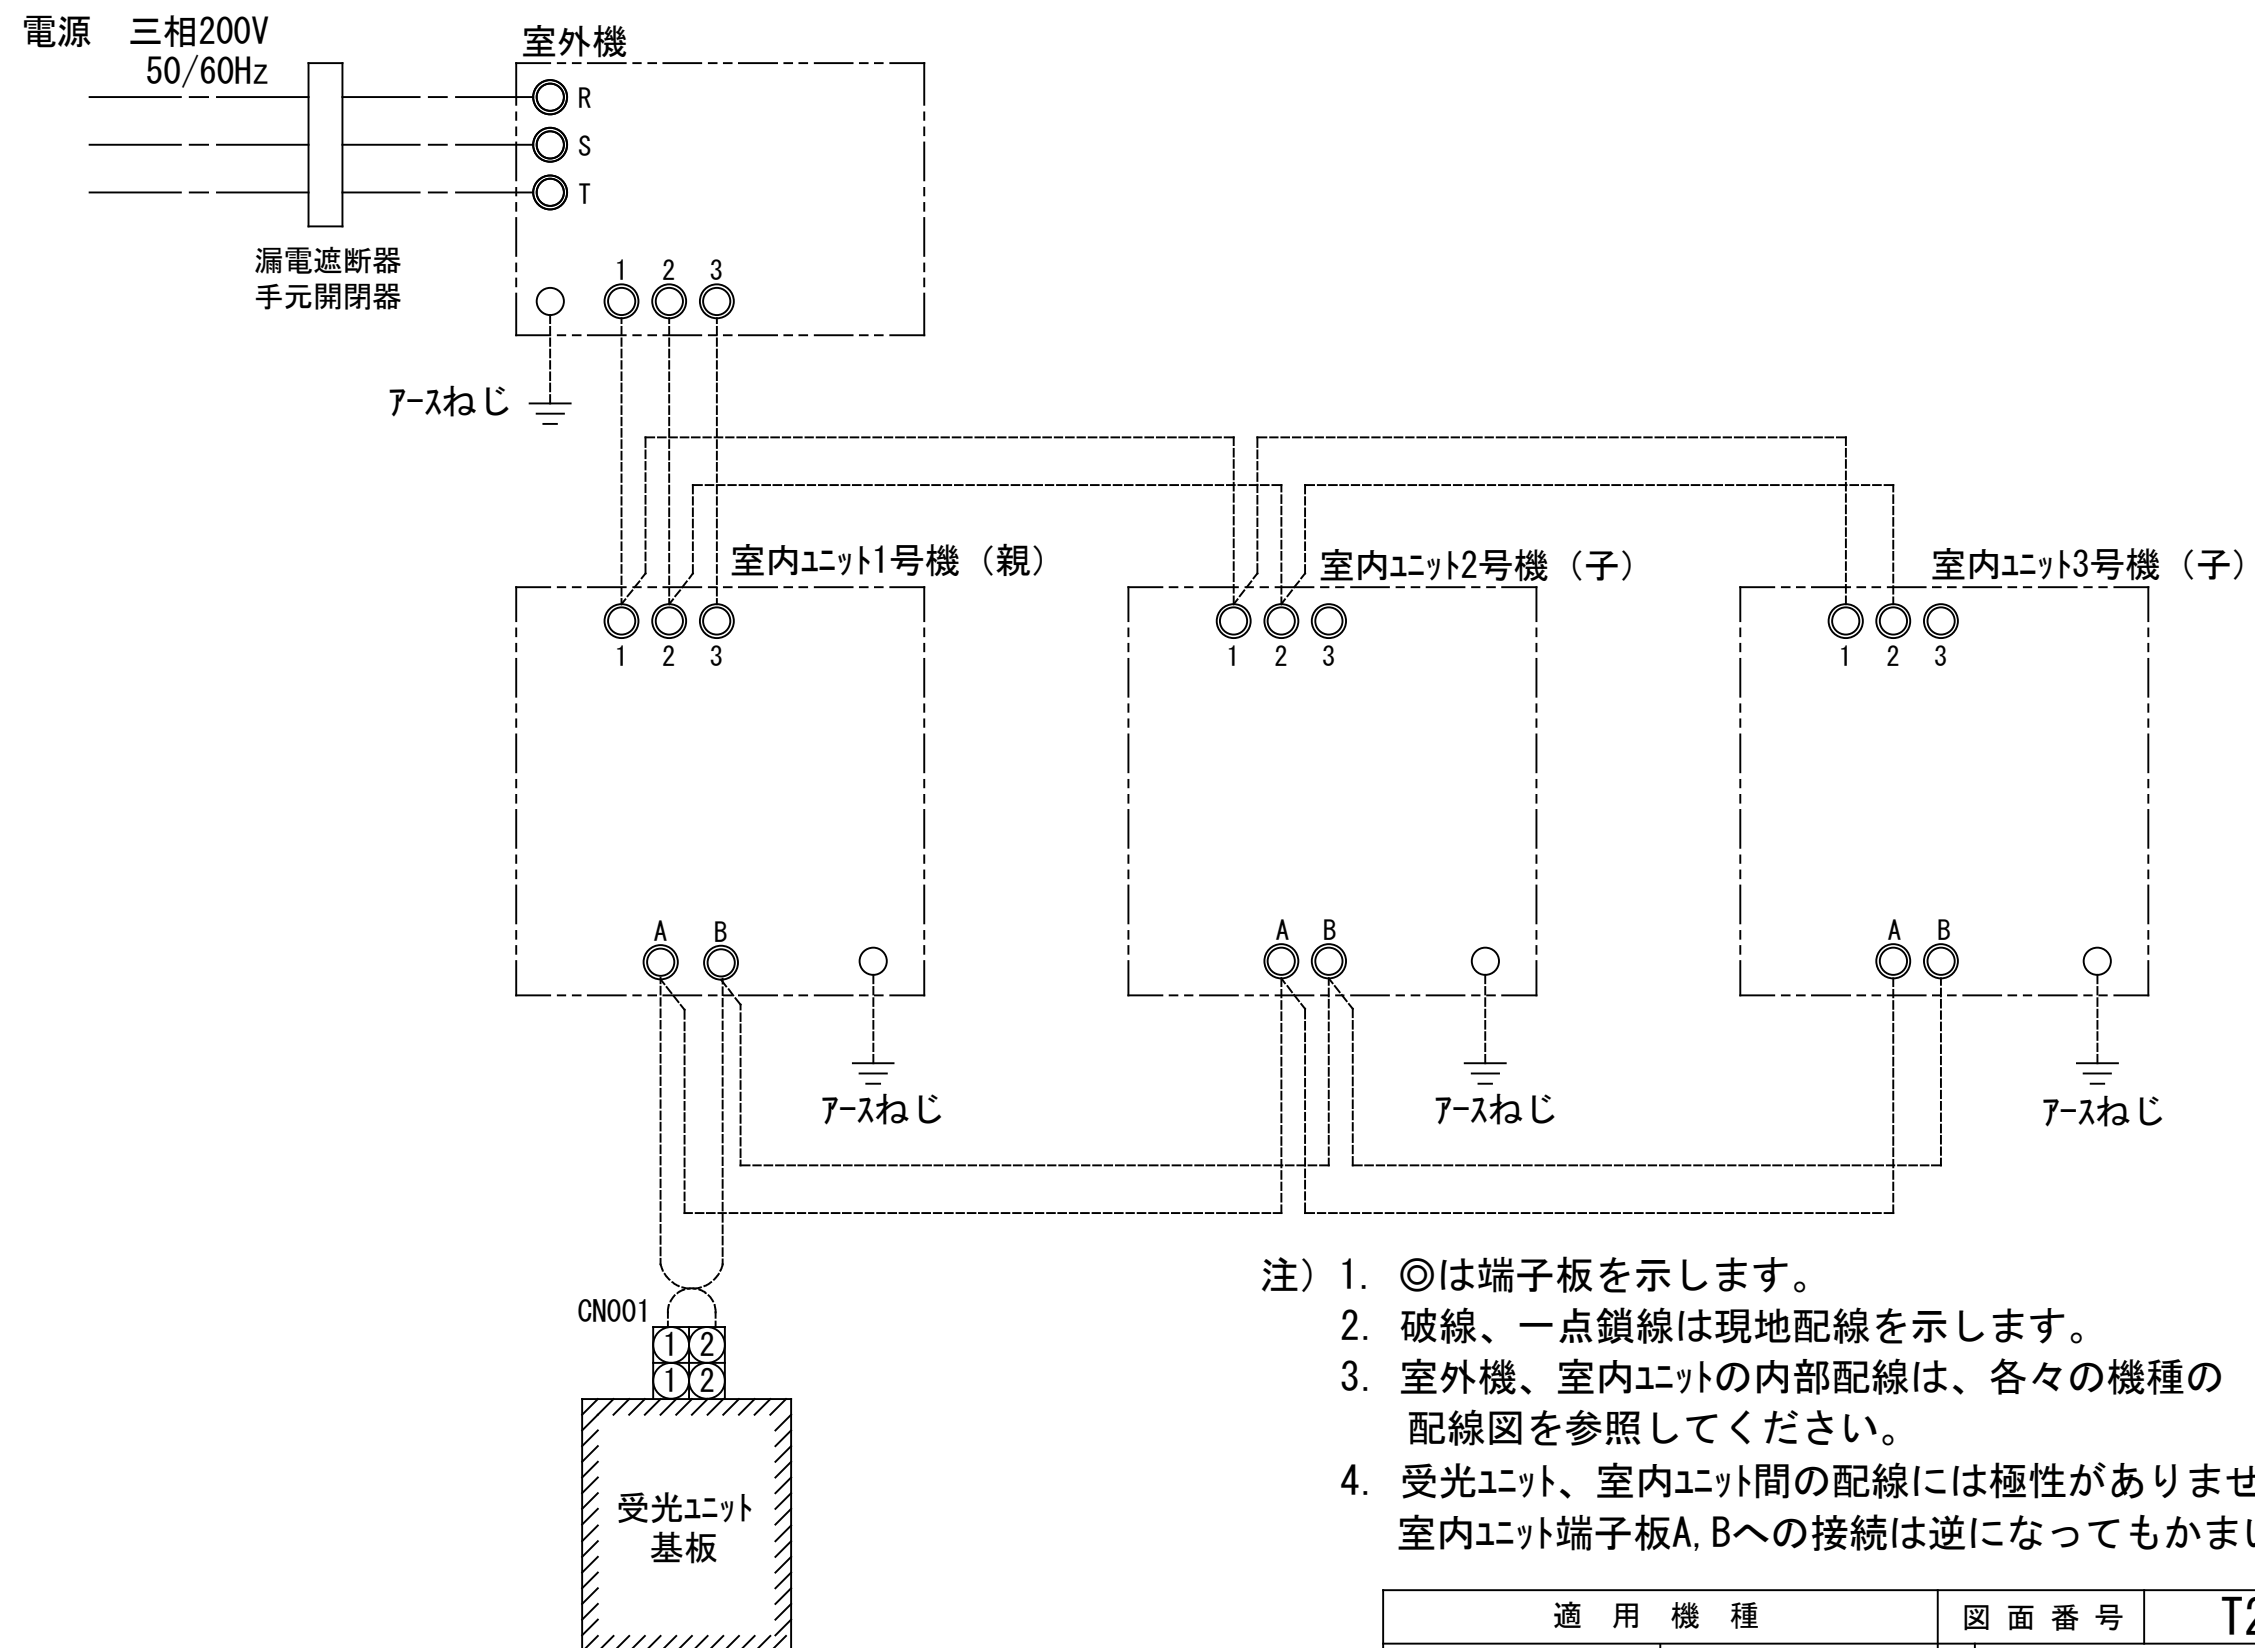 電源　三相200V
50/60Hz
室外機
R
S
T
漏電遮断器
手元開閉器
1 2 3
ｱｰｽねじ
室内ﾕﾆｯﾄ1号機（親）
室内ﾕﾆｯﾄ2号機（子）
室内ﾕﾆｯﾄ3号機（子）
1 2 3
1 2 3
1 2 3
A B
A B
A B
ｱｰｽねじ
ｱｰｽねじ
ｱｰｽねじ
CN001
1 2
1 2
受光ﾕﾆｯﾄ
基板
注）1. ◎は端子板を示します。
2. 破線、一点鎖線は現地配線を示します。
3. 室外機、室内ﾕﾆｯﾄの内部配線は、各々の機種の
配線図を参照してください。
4. 受光ﾕﾆｯﾄ、室内ﾕﾆｯﾄ間の配線には極性がありませ
室内ﾕﾆｯﾄ端子板A,Bへの接続は逆になってもかまい
適用機種
図面番号